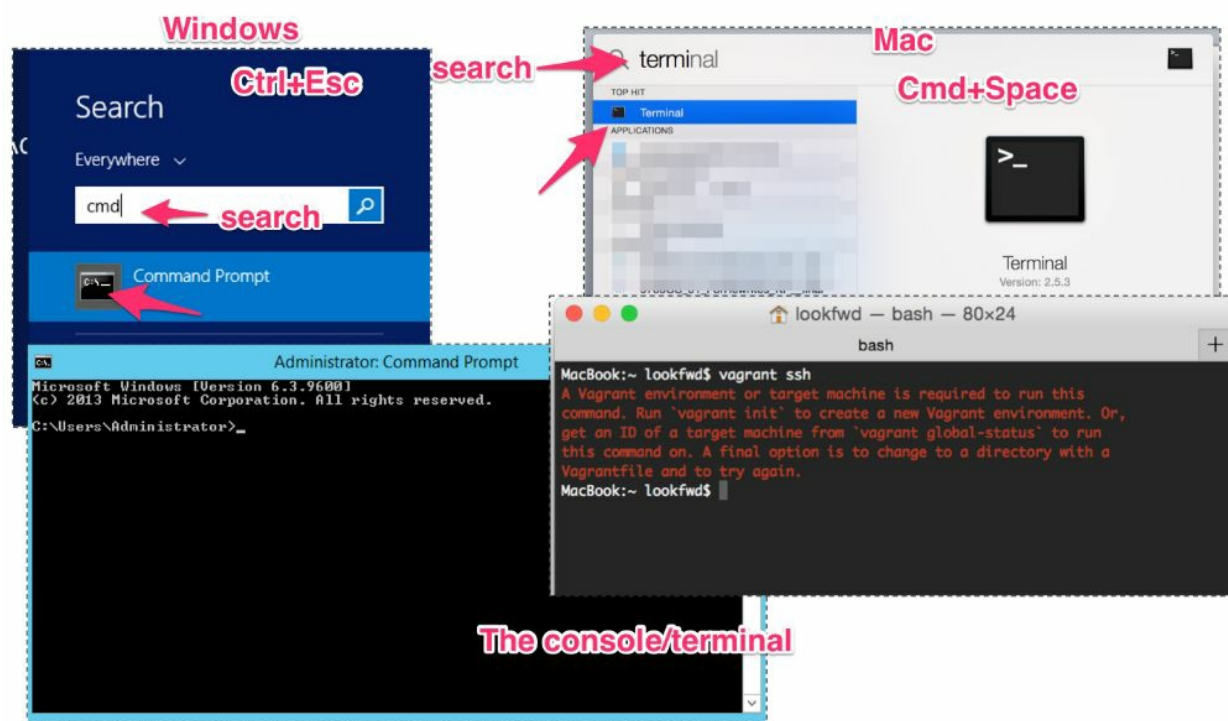 Windows
Ctrl+Esc
Search
Everywhere
cmd
search
Command Prompt
search
terminal
Mac
Cmd+Space
TOP HIT
Terminal
APPLICATIONS
>_
Terminal
Version: 2.5.3
Administrator: Command Prompt
Microsoft Windows [Version 6.3.9600]
(c) 2013 Microsoft Corporation. All rights reserved.
C:\Users\Administrator>_
lookfwd — bash — 80×24
bash
+
MacBook:~ lookfwd$ vagrant ssh
A Vagrant environment or target machine is required to run this
command. Run `vagrant init` to create a new Vagrant environment. Or,
get an ID of a target machine from `vagrant global-status` to run
this command on. A final option is to change to a directory with a
Vagrantfile and to try again.
MacBook:~ lookfwd$
The console/terminal